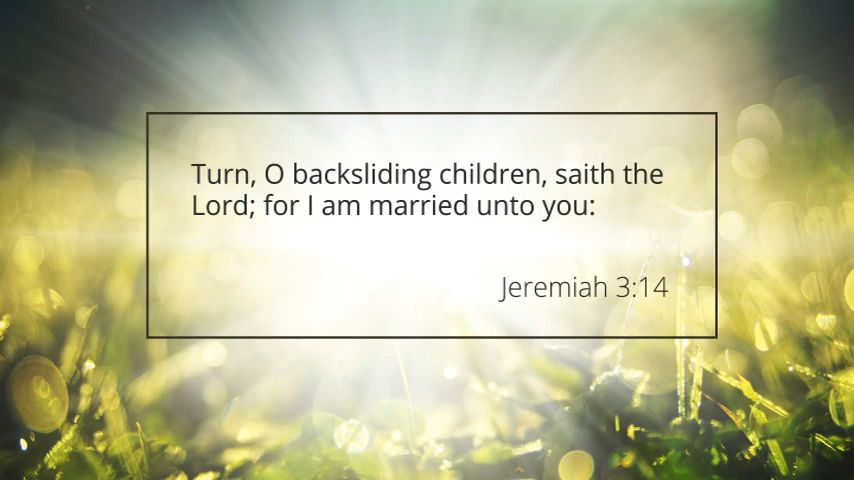 Turn, O backsliding children, saith the
Lord; for I am married unto you:
Jeremiah 3:14